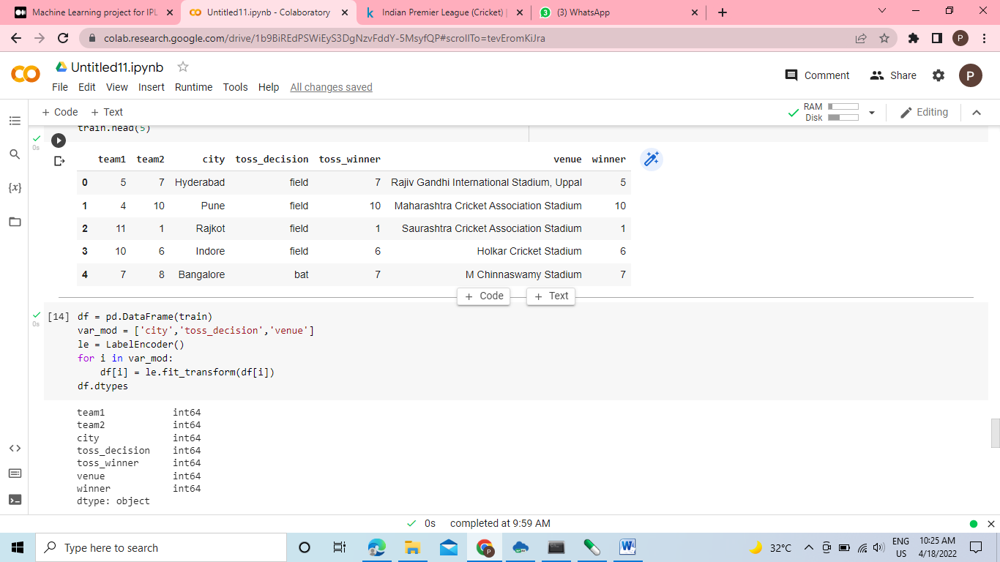 Machine Learning project for IPL
Untitled11.ipynb - Colaboratory
Indian Premier League (Cricket) |
(3) WhatsApp
colab.research.google.com/drive/1b9BiREdPSWiEyS3DgNzvFddY-5MsyfQP#scrollTo=tevEromKiJra
P
Untitled11.ipynb
File Edit View Insert Runtime Tools Help All changes saved
Comment Share P
+ Code + Text
RAM
Disk
Editing
train.head(5)
0s
team1 team2 city toss_decision toss_winner venue winner
0 5 7 Hyderabad field 7 Rajiv Gandhi International Stadium, Uppal 5
1 4 10 Pune field 10 Maharashtra Cricket Association Stadium 10
2 11 1 Rajkot field 1 Saurashtra Cricket Association Stadium 1
3 10 6 Indore field 6 Holkar Cricket Stadium 6
4 7 8 Bangalore bat 7 M Chinnaswamy Stadium 7
+ Code + Text
0s
[14] df = pd.DataFrame(train)
var_mod = ['city','toss_decision','venue']
le = LabelEncoder()
for i in var_mod:
    df[i] = le.fit_transform(df[i])
df.dtypes
team1 int64
team2 int64
city int64
toss_decision int64
toss_winner int64
venue int64
winner int64
dtype: object
0s completed at 9:59 AM
Type here to search
32°C
ENG
US
10:25 AM
4/18/2022